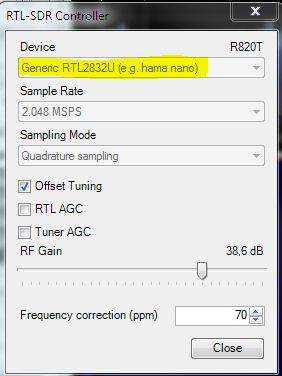 RTL-SDR Controller
Device R820T
Generic RTL2832U (e.g. hama nano)
Sample Rate
2.048 MSPS
Sampling Mode
Quadrature sampling
Offset Tuning
RTL AGC
Tuner AGC
RF Gain 38,6 dB
Frequency correction (ppm) 70
Close